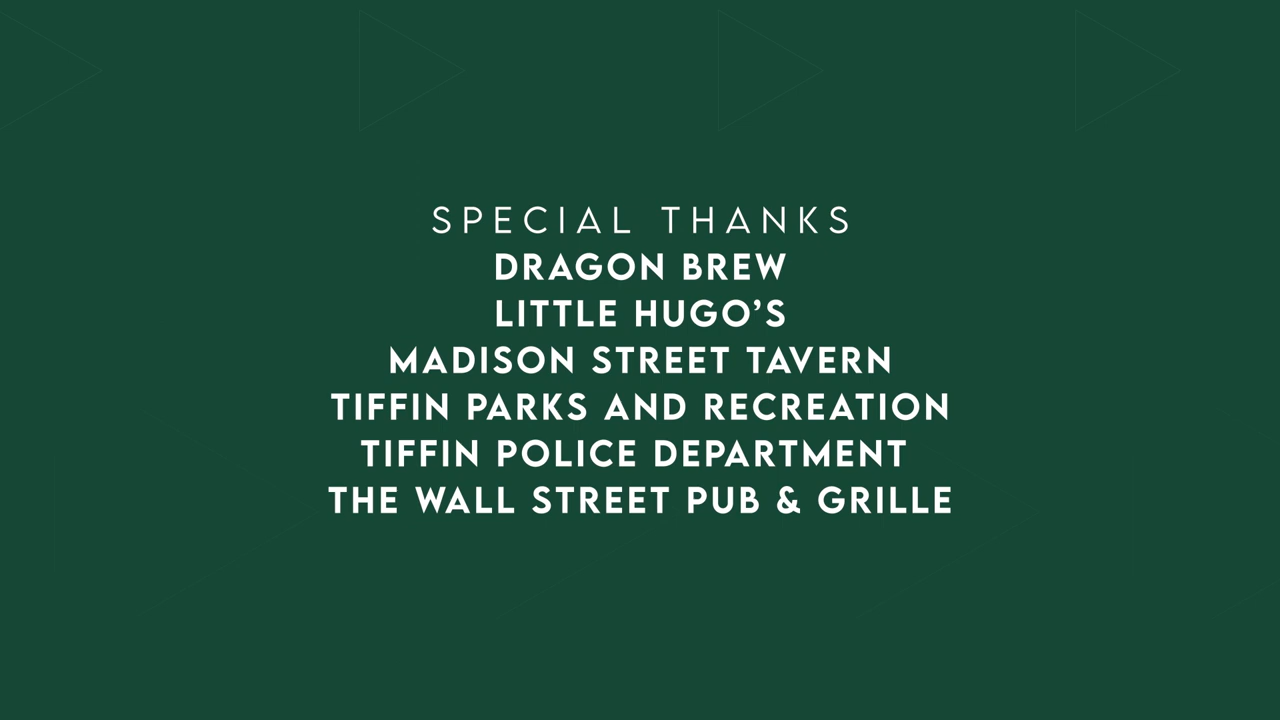 SPECIAL THANKS
DRAGON BREW
LITTLE HUGO’S
MADISON STREET TAVERN
TIFFIN PARKS AND RECREATION
TIFFIN POLICE DEPARTMENT
THE WALL STREET PUB & GRILLE